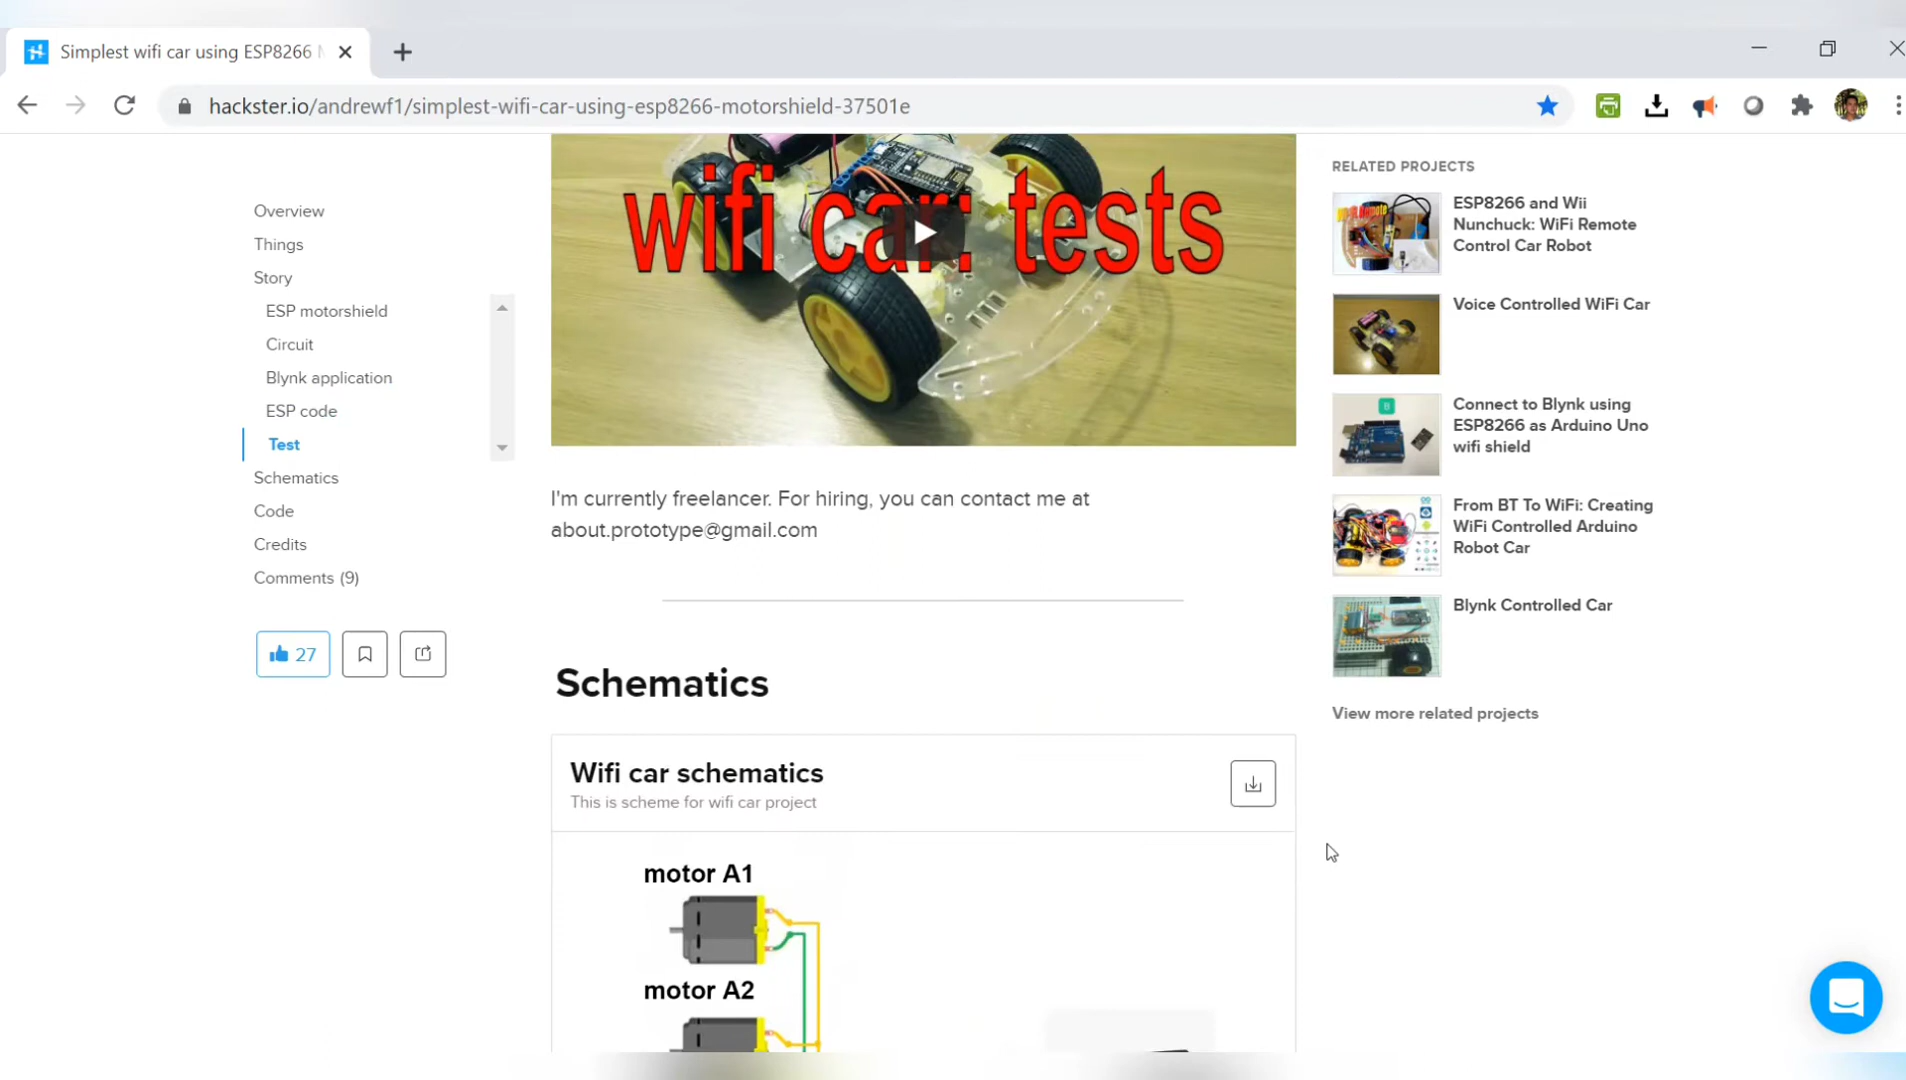 Simplest wifi car using ESP8266
hackster.io/andrewf1/simplest-wifi-car-using-esp8266-motorshield-37501e
Overview
Things
Story
ESP motorshield
Circuit
Blynk application
ESP code
Test
Schematics
Code
Credits
Comments (9)
27
wifi car: tests
I'm currently freelancer. For hiring, you can contact me at
about.prototype@gmail.com
Schematics
Wifi car schematics
This is scheme for wifi car project
motor A1
motor A2
RELATED PROJECTS
ESP8266 and Wii
Nunchuck: WiFi Remote
Control Car Robot
Voice Controlled WiFi Car
Connect to Blynk using
ESP8266 as Arduino Uno
wifi shield
From BT To WiFi: Creating
WiFi Controlled Arduino
Robot Car
Blynk Controlled Car
View more related projects